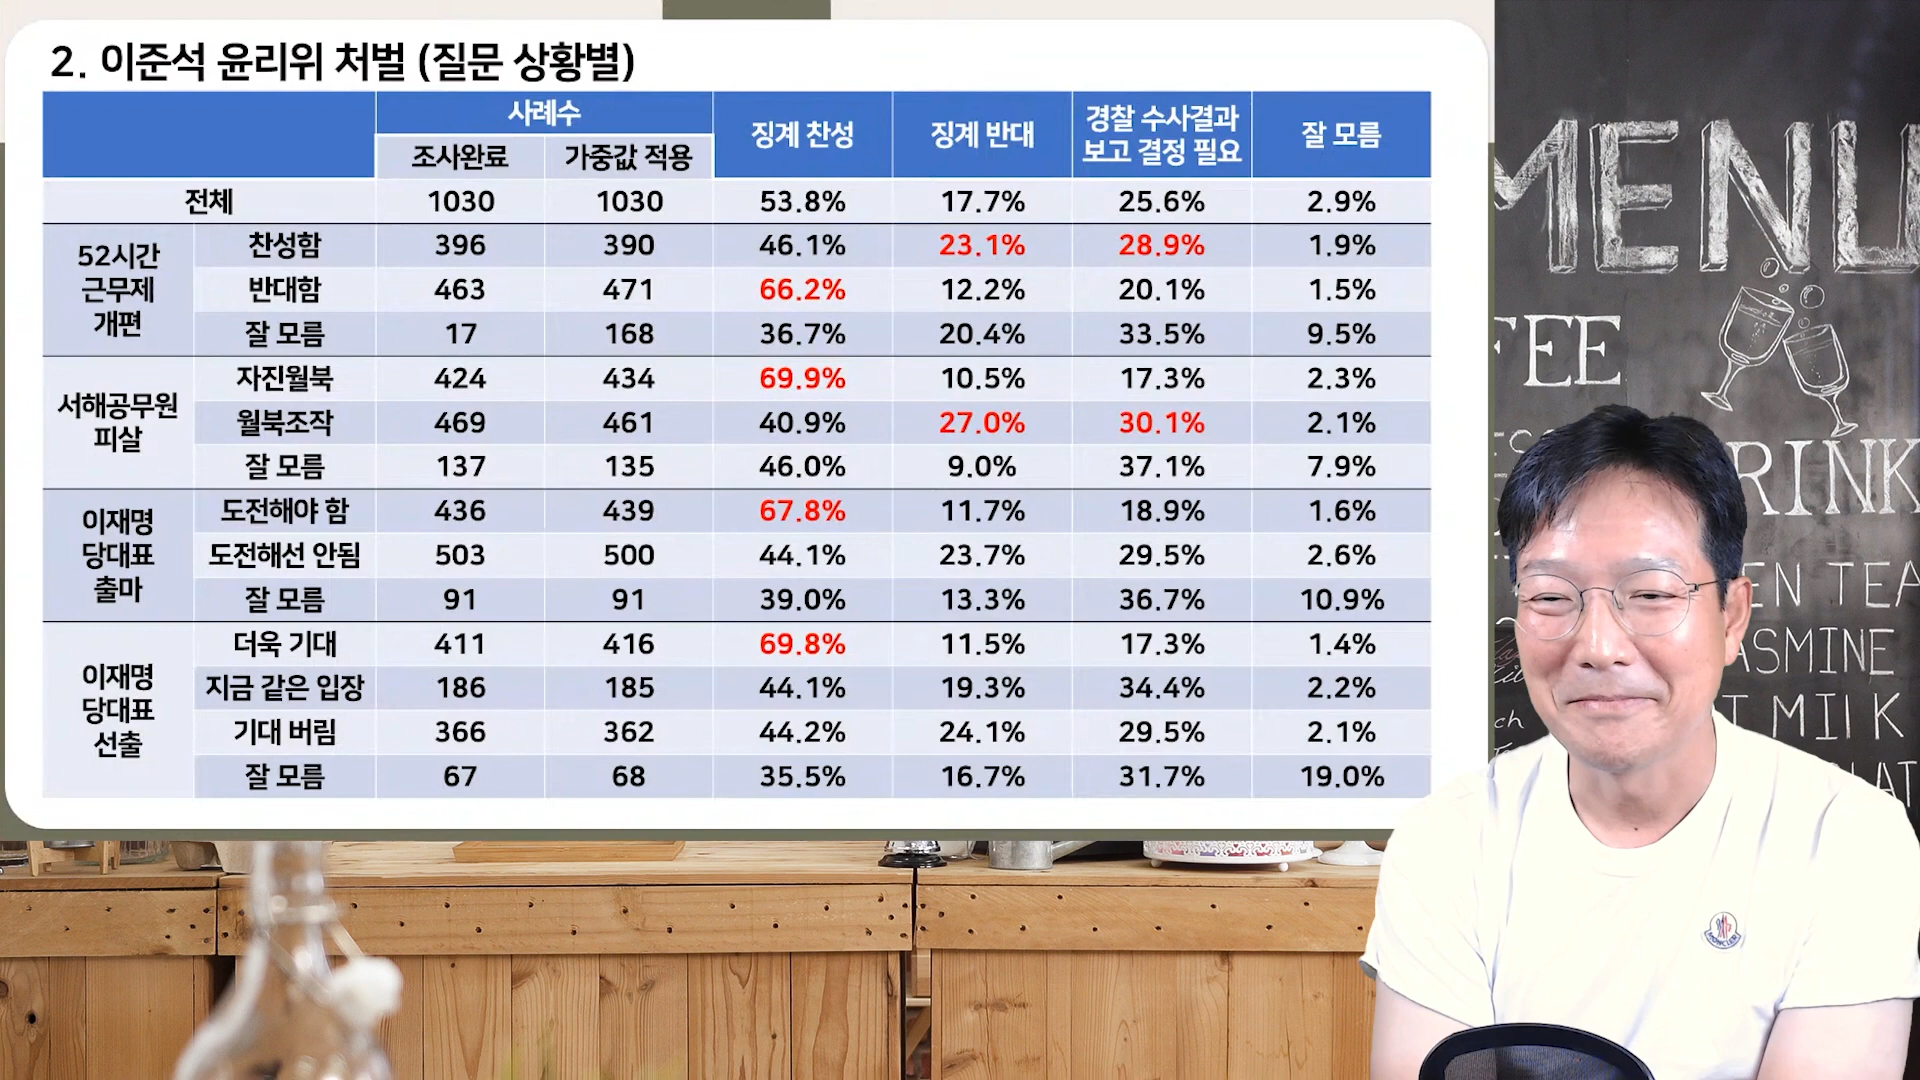 2. 이준석 윤리위 처벌 (질문 상황별)
사례수 징계 찬성 징계 반대 경찰 수사결과 보고 결정 필요 잘 모름
조사완료 가중값 적용
전체 1030 1030 53.8% 17.7% 25.6% 2.9%
52시간 근무제 개편
찬성함 396 390 46.1% 23.1% 28.9% 1.9%
반대함 463 471 66.2% 12.2% 20.1% 1.5%
잘 모름 17 168 36.7% 20.4% 33.5% 9.5%
서해공무원 피살
자진월북 424 434 69.9% 10.5% 17.3% 2.3%
월북조작 469 461 40.9% 27.0% 30.1% 2.1%
잘 모름 137 135 46.0% 9.0% 37.1% 7.9%
이재명 당대표 출마
도전해야 함 436 439 67.8% 11.7% 18.9% 1.6%
도전해선 안됨 503 500 44.1% 23.7% 29.5% 2.6%
잘 모름 91 91 39.0% 13.3% 36.7% 10.9%
이재명 당대표 선출
더욱 기대 411 416 69.8% 11.5% 17.3% 1.4%
지금 같은 입장 186 185 44.1% 19.3% 34.4% 2.2%
기대 버림 366 362 44.2% 24.1% 29.5% 2.1%
잘 모름 67 68 35.5% 16.7% 31.7% 19.0%
MENU
FEE
RINK
EN TEA
ASMINE
MILK
LAT
MONCLER